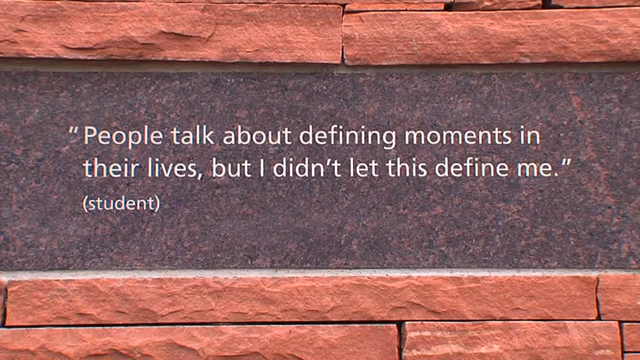 “People talk about defining moments in
their lives, but I didn’t let this define me.”
(student)